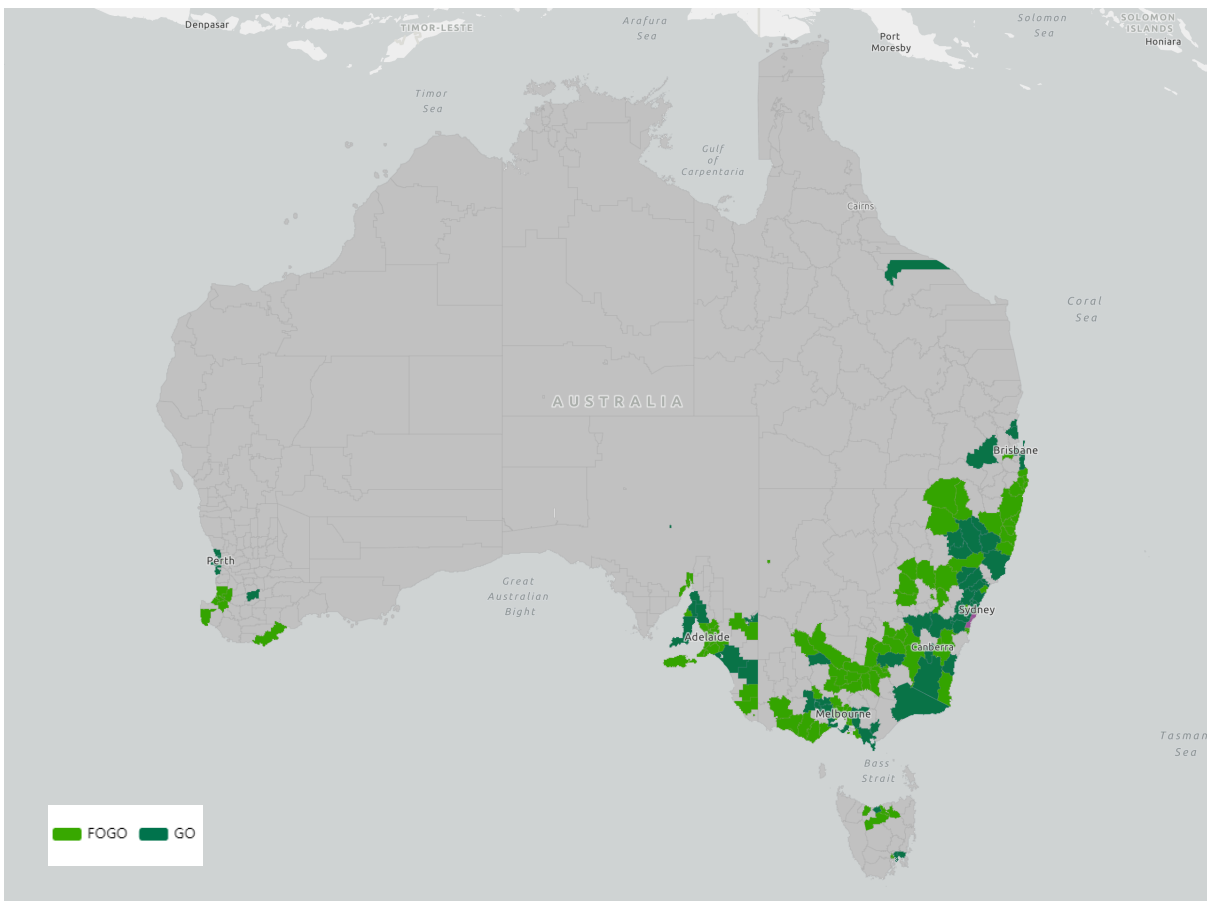 Denpasar
TIMOR-LESTE
Arafura
Sea
Port
Moresby
Solomon
Sea
SOLOMON
ISLANDS
Honiara
Timor
Sea
Gulf
of
Carpentaria
Cairns
Coral
Sea
AUSTRALIA
Brisbane
Perth
Great
Australian
Bight
Adelaide
Sydney
Canberra
Melbourne
Tasman
Sea
Bass
Strait
FOGO
GO